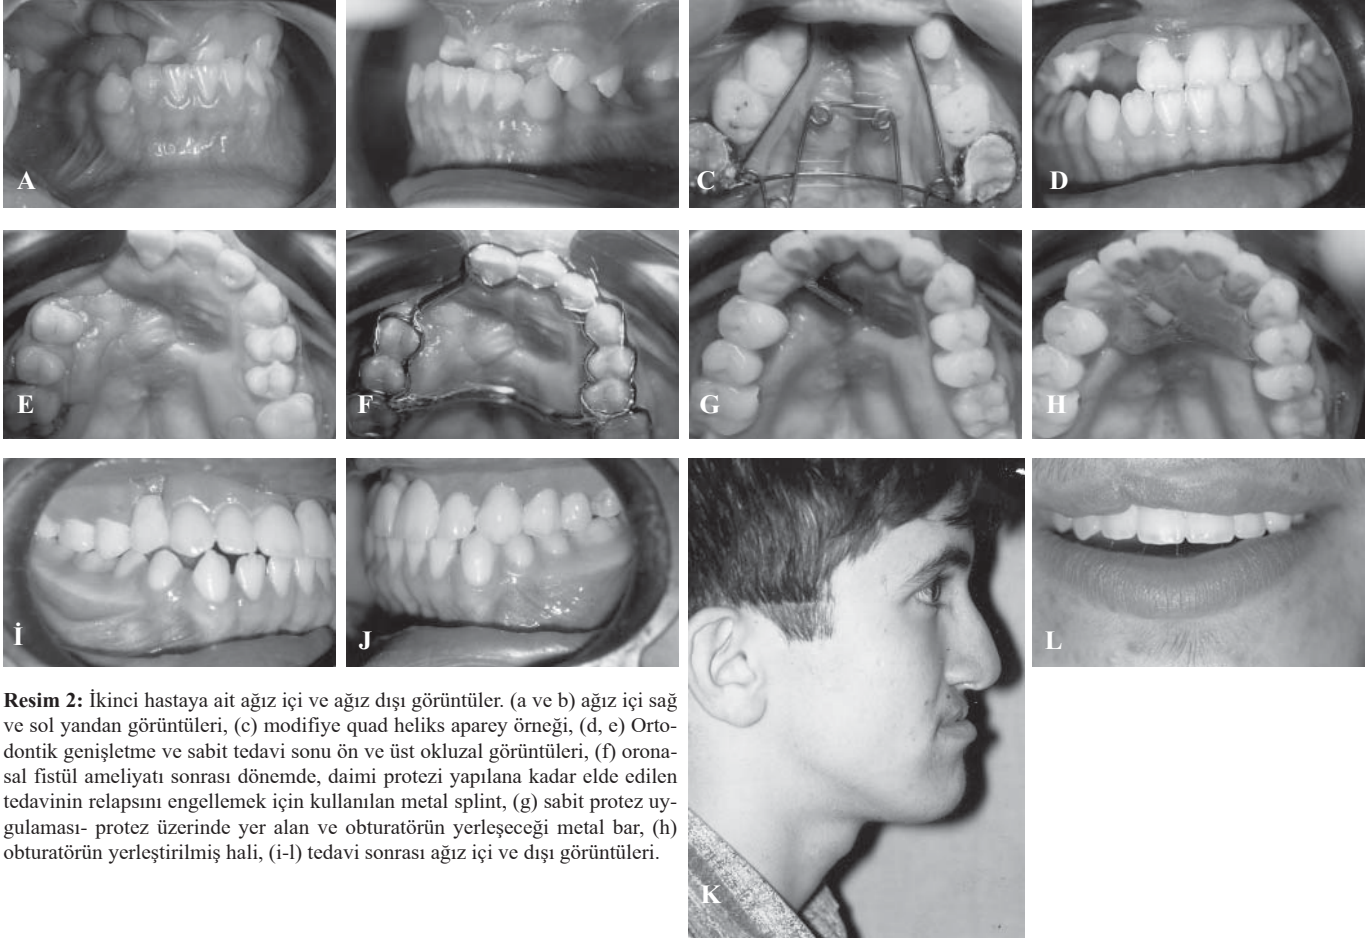 A
C
D
E
F
G
H
İ
J
K
L
Resim 2: İkinci hastaya ait ağız içi ve ağız dışı görüntüler. (a ve b) ağız içi sağ
ve sol yandan görüntüleri, (c) modifiye quad heliks aparey örneği, (d, e) Orto-
dontik genişletme ve sabit tedavi sonu ön ve üst okluzal görüntüleri, (f) orona-
sal fistül ameliyatı sonrası dönemde, daimi protezi yapılana kadar elde edilen
tedavinin relapsını engellemek için kullanılan metal splint, (g) sabit protez uy-
gulaması- protez üzerinde yer alan ve obturatörün yerleşeceği metal bar, (h)
obturatörün yerleştirilmiş hali, (i-l) tedavi sonrası ağız içi ve dışı görüntüleri.